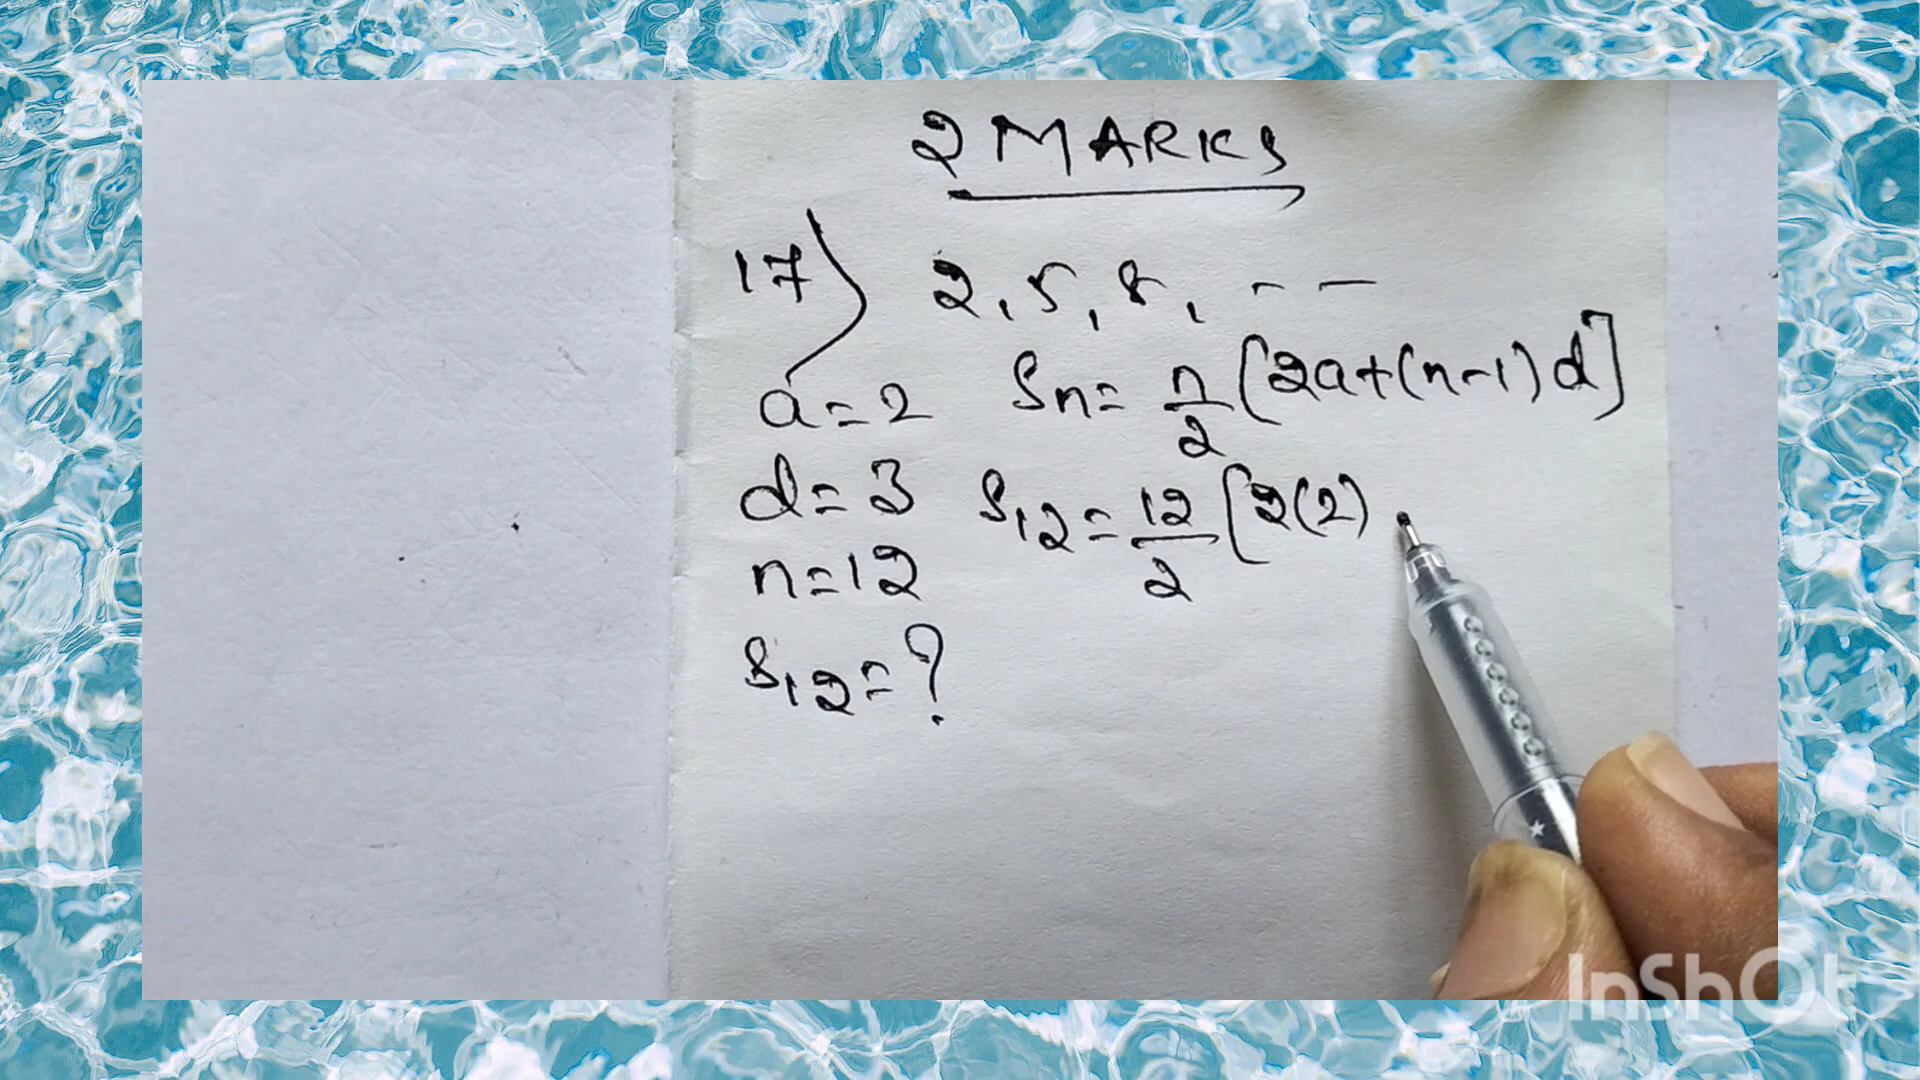 2 MARKS
17) 2, 5, 8, - -
a = 2 Sn = n/2 [2a+(n-1)d]
d = 3 S12 = 12/2 [2(2)
n = 12
S12 = ?
InShOt